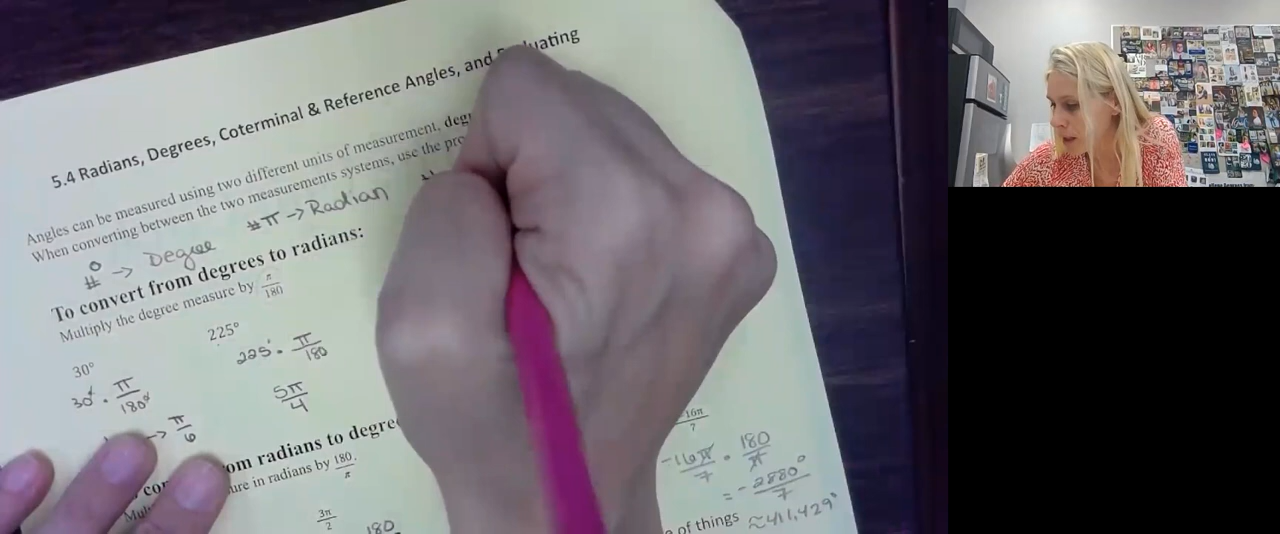 5.4 Radians, Degrees, Coterminal & Reference Angles, and
Angles can be measured using two different units of measurement,
When converting between the two measurements systems, use the
#° → Degree #π → Radian
To convert from degrees to radians:
Multiply the degree measure by π/180
30° 225°
30° · π/180° 225° · π/180
→ π/6 5π/4
radians to
in radians by 180/π.
3π/2 180
-16π/7
-16π/7 · 180/π
= -2880°/7
≈411.429°
of things